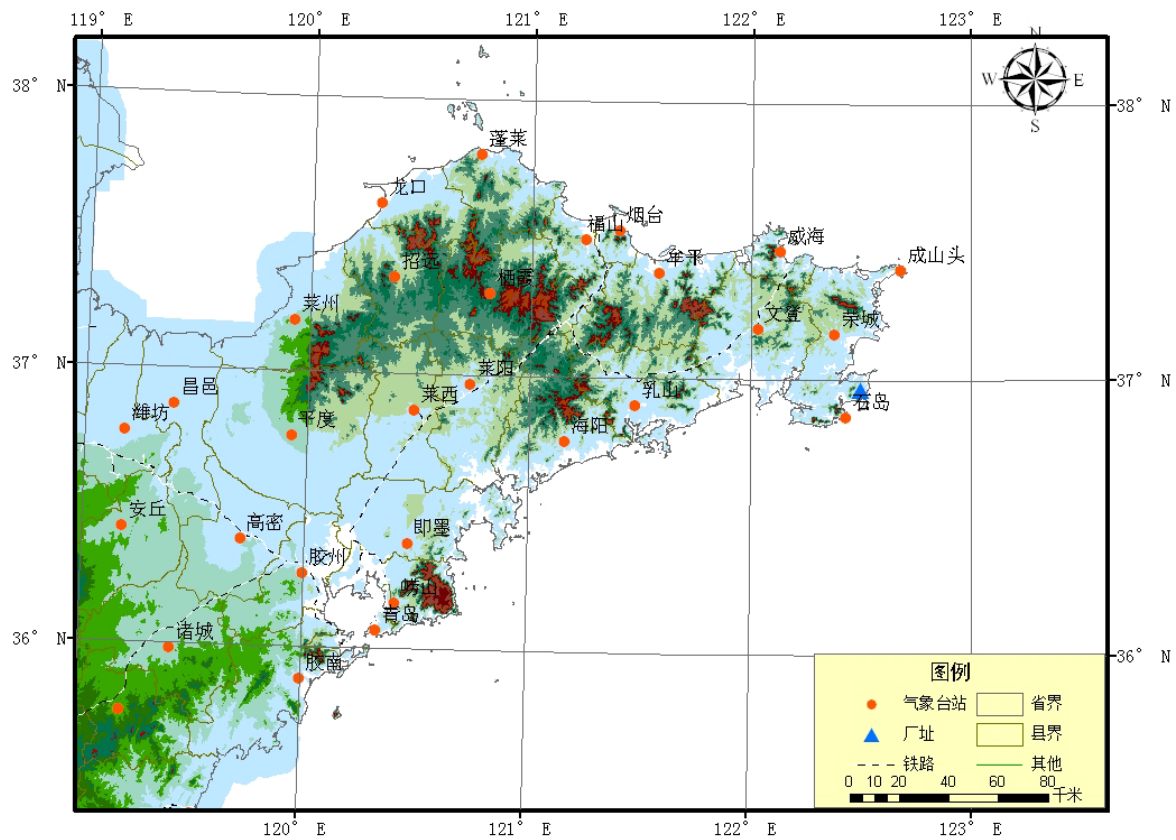 119° E
120° E
121° E
122° E
123° E
N
W
E
S
38° N
38° N
蓬莱
龙口
烟台
福山
威海
牟平
成山头
招远
栖霞
莱州
文登
荣城
37° N
37° N
莱阳
昌邑
莱西
乳山
石岛
潍坊
平度
海阳
安丘
高密
即墨
胶州
崂山
青岛
诸城
36° N
36° N
胶南
图例
气象台站
省界
厂址
县界
铁路
其他
0 10 20 40 60 80
千米
120° E
121° E
122° E
123° E